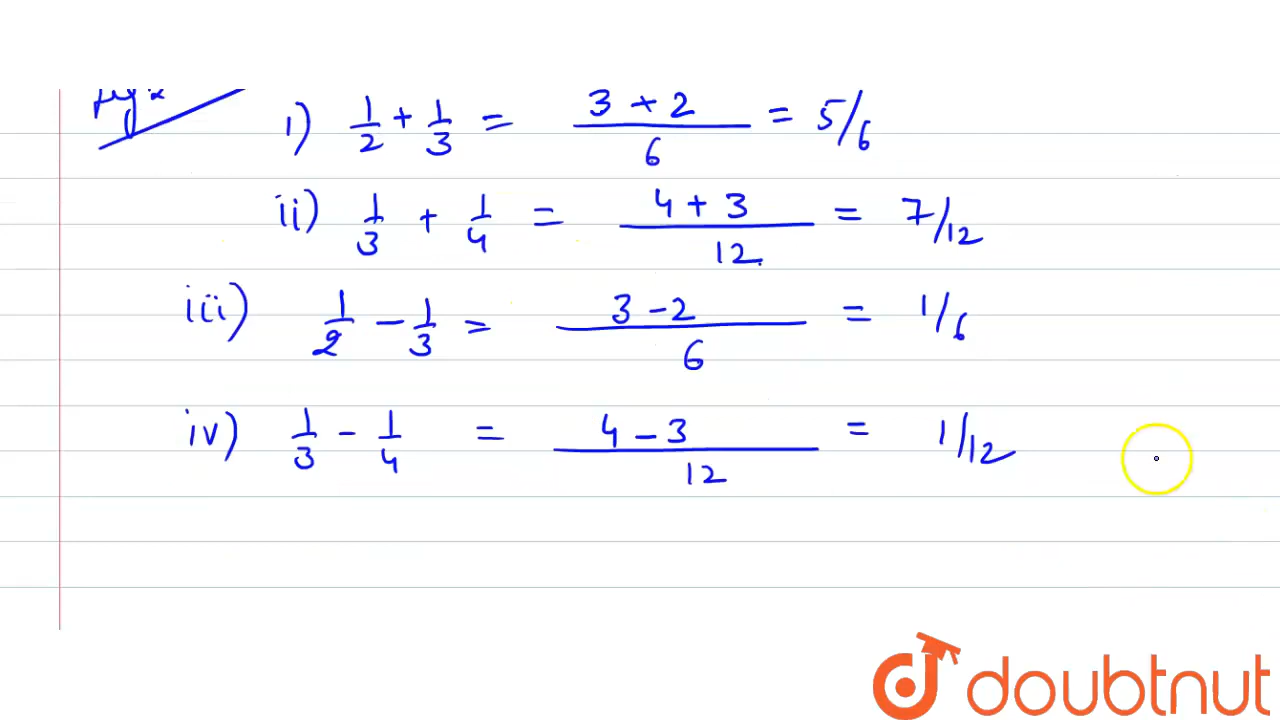 i) 1/2 + 1/3 = (3 + 2)/6 = 5/6
ii) 1/3 + 1/4 = (4 + 3)/12 = 7/12
iii) 1/2 - 1/3 = (3 - 2)/6 = 1/6
iv) 1/3 - 1/4 = (4 - 3)/12 = 1/12
doubtnut